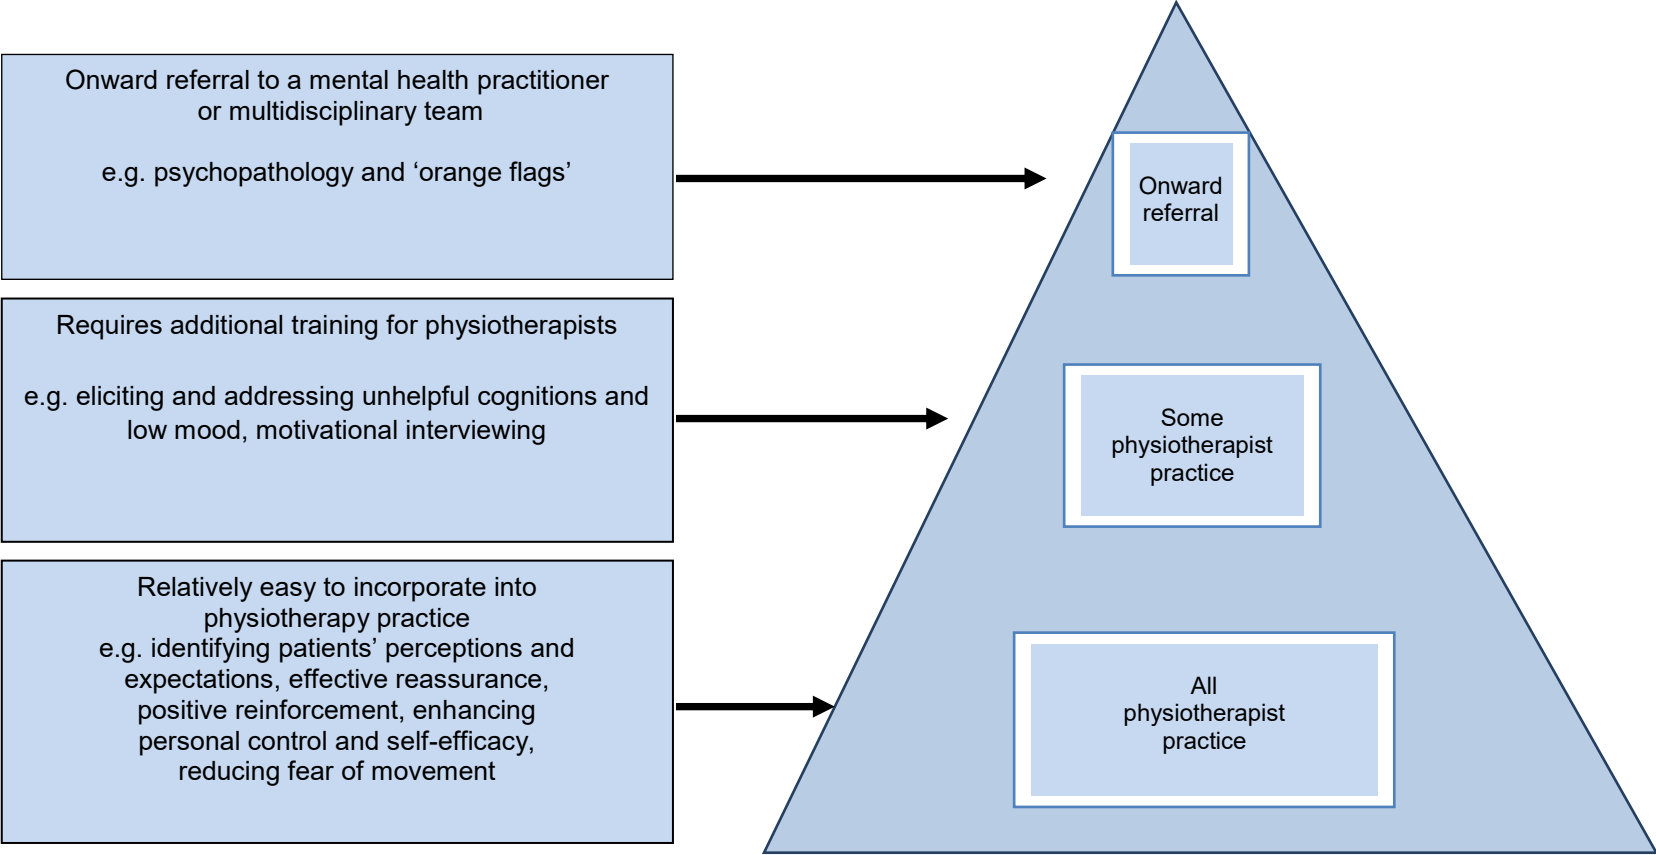 Onward referral to a mental health practitioner
or multidisciplinary team
e.g. psychopathology and ‘orange flags’
Onward
referral
Requires additional training for physiotherapists
e.g. eliciting and addressing unhelpful cognitions and
low mood, motivational interviewing
Some
physiotherapist
practice
Relatively easy to incorporate into
physiotherapy practice
e.g. identifying patients’ perceptions and
expectations, effective reassurance,
positive reinforcement, enhancing
personal control and self-efficacy,
reducing fear of movement
All
physiotherapist
practice